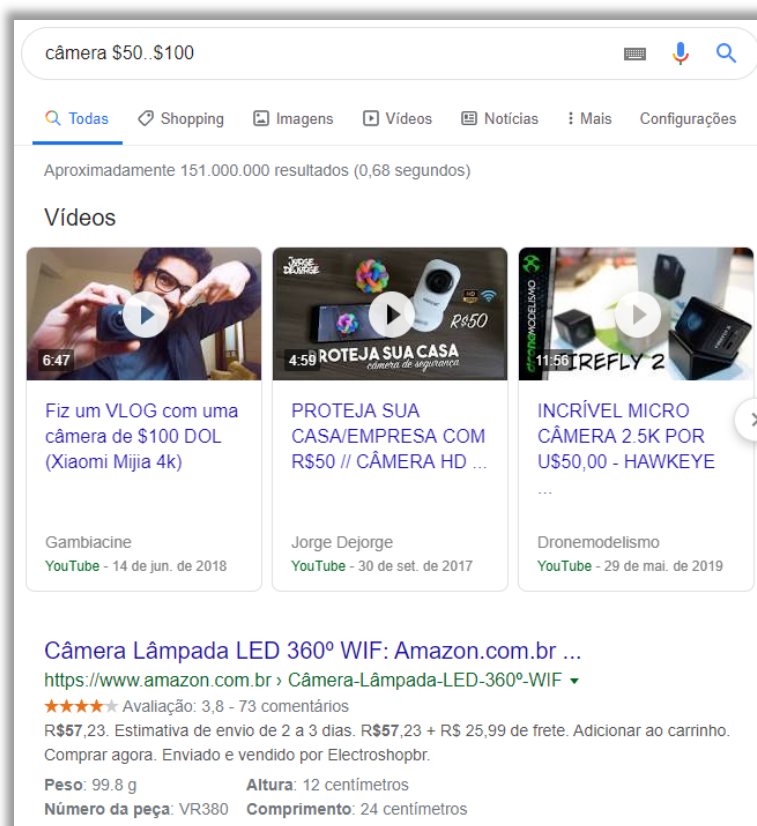 câmera $50..$100
Todas Shopping Imagens Vídeos Notícias Mais Configurações
Aproximadamente 151.000.000 resultados (0,68 segundos)
Vídeos
6:47
JORGE
DEJORGE
R$50
4:59 PROTEJA SUA CASA
câmera de segurança
DRONEMODELISMO
11:56 FIREFLY 2
Fiz um VLOG com uma
câmera de $100 DOL
(Xiaomi Mijia 4k)
Gambiacine
YouTube - 14 de jun. de 2018
PROTEJA SUA
CASA/EMPRESA COM
R$50 // CÂMERA HD ...
Jorge Dejorge
YouTube - 30 de set. de 2017
INCRÍVEL MICRO
CÂMERA 2.5K POR
U$50,00 - HAWKEYE
...
Dronemodelismo
YouTube - 29 de mai. de 2019
Câmera Lâmpada LED 360º WIF: Amazon.com.br ...
https://www.amazon.com.br › Câmera-Lâmpada-LED-360º-WIF
Avaliação: 3,8 - 73 comentários
R$57,23. Estimativa de envio de 2 a 3 dias. R$57,23 + R$ 25,99 de frete. Adicionar ao carrinho.
Comprar agora. Enviado e vendido por Electroshopbr.
Peso: 99.8 g Altura: 12 centímetros
Número da peça: VR380 Comprimento: 24 centímetros